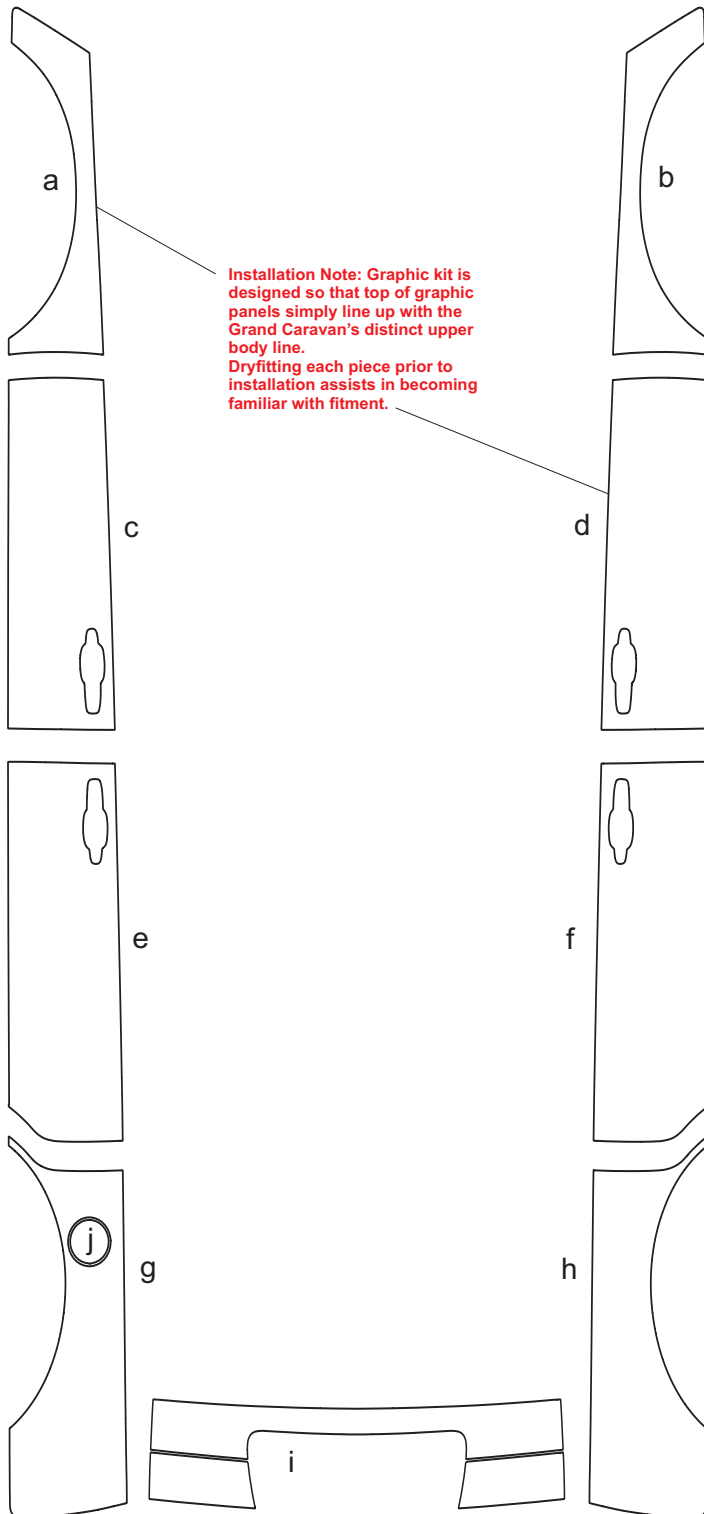 a
b
Installation Note: Graphic kit is
designed so that top of graphic
panels simply line up with the
Grand Caravan's distinct upper
body line.
Dryfitting each piece prior to
installation assists in becoming
familiar with fitment.
c
d
e
f
j
g
h
i